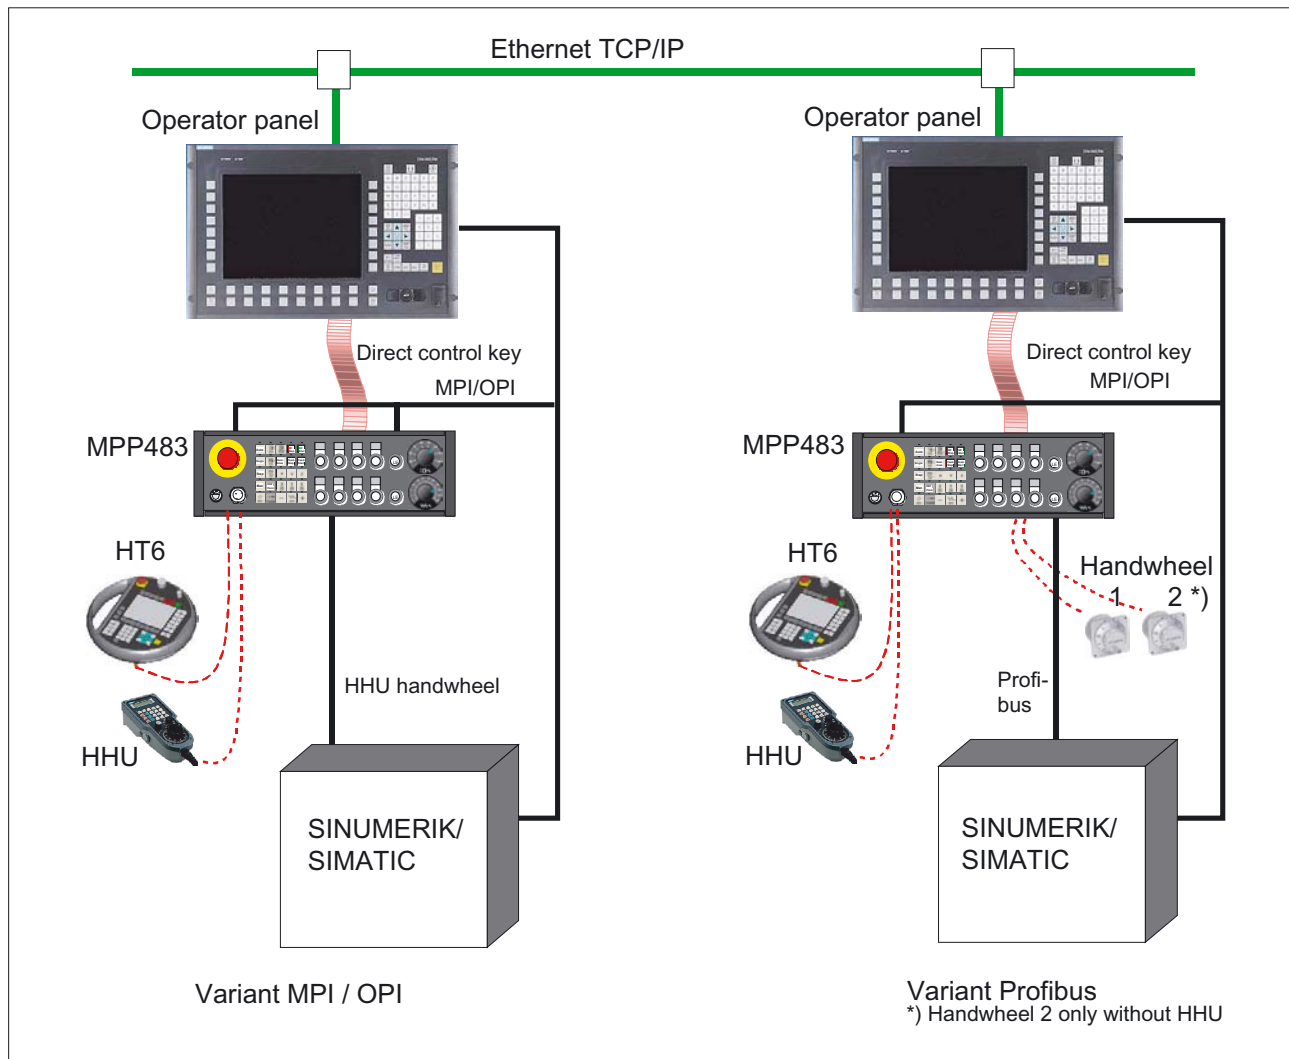 Ethernet TCP/IP
Operator panel
Direct control key
MPI/OPI
MPP483
HT6
HHU handwheel
HHU
SINUMERIK/
SIMATIC
Variant MPI / OPI
Operator panel
Direct control key
MPI/OPI
MPP483
HT6
Handwheel
1 2 *)
Profi-
bus
HHU
SINUMERIK/
SIMATIC
Variant Profibus
*) Handwheel 2 only without HHU